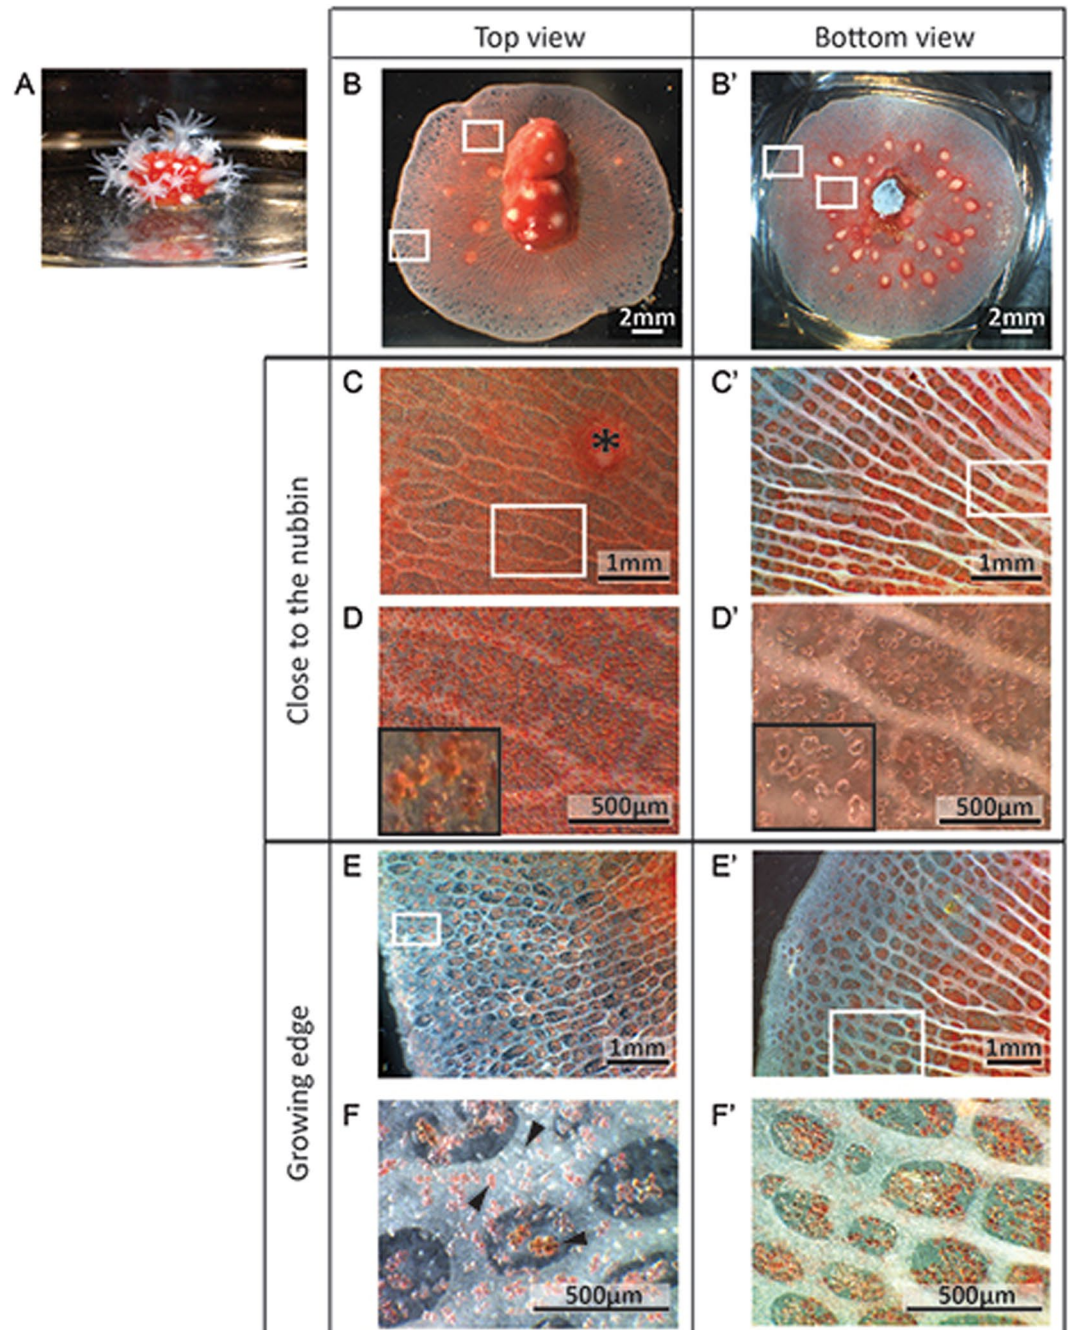 Top view
Bottom view
A
B
B'
2mm
2mm
Close to the nubbin
C
C'
*
1mm
1mm
D
D'
500µm
500µm
Growing edge
E
E'
1mm
1mm
F
F'
500µm
500µm